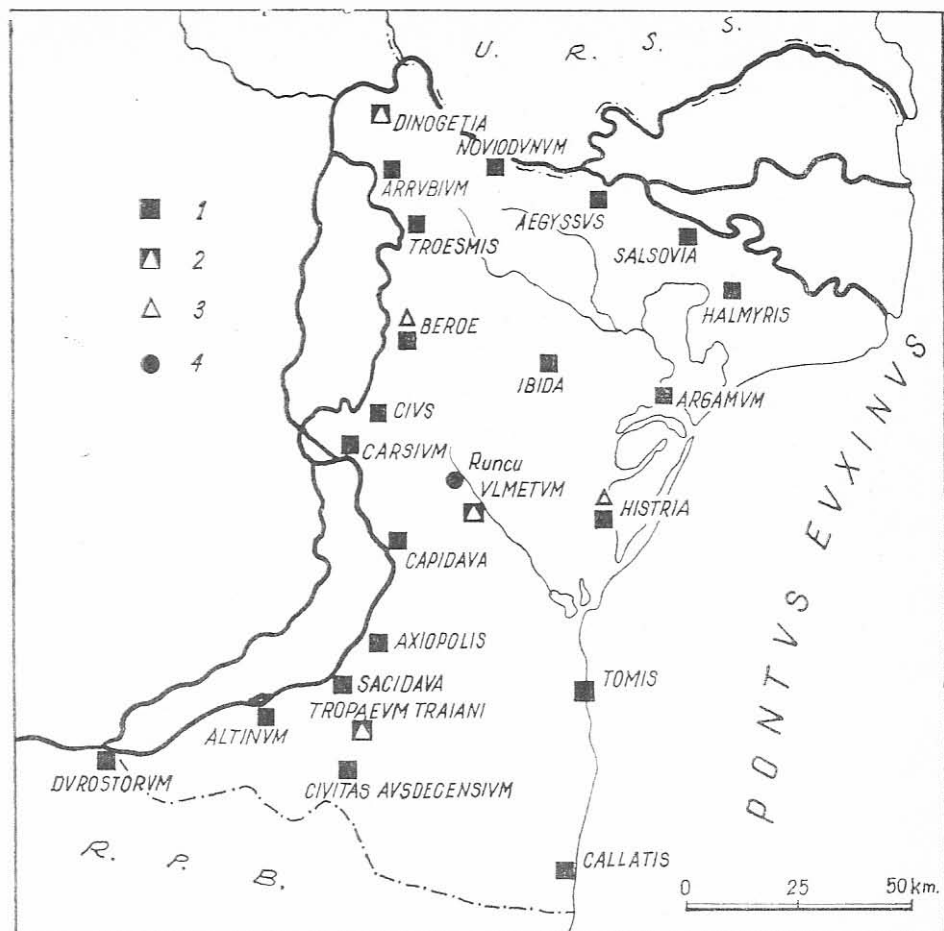 U. R. S. S.
DINOGETIA
NOVIODVNVM
ARRVBIVM
1
AEGYSSVS
TROESMIS
SALSOVIA
2
HALMYRIS
3
BEROE
4
IBIDA
ARGAMVM
CIVS
CARSIVM
Runcu
VLMETVM
HISTRIA
CAPIDAVA
PONTVS EVXINVS
AXIOPOLIS
SACIDAVA
TOMIS
TROPAEVM TRAIANI
ALTINVM
DVROSTORVM
CIVITAS AVSDECENSIVM
R. P. B.
CALLATIS
0 25 50 km.